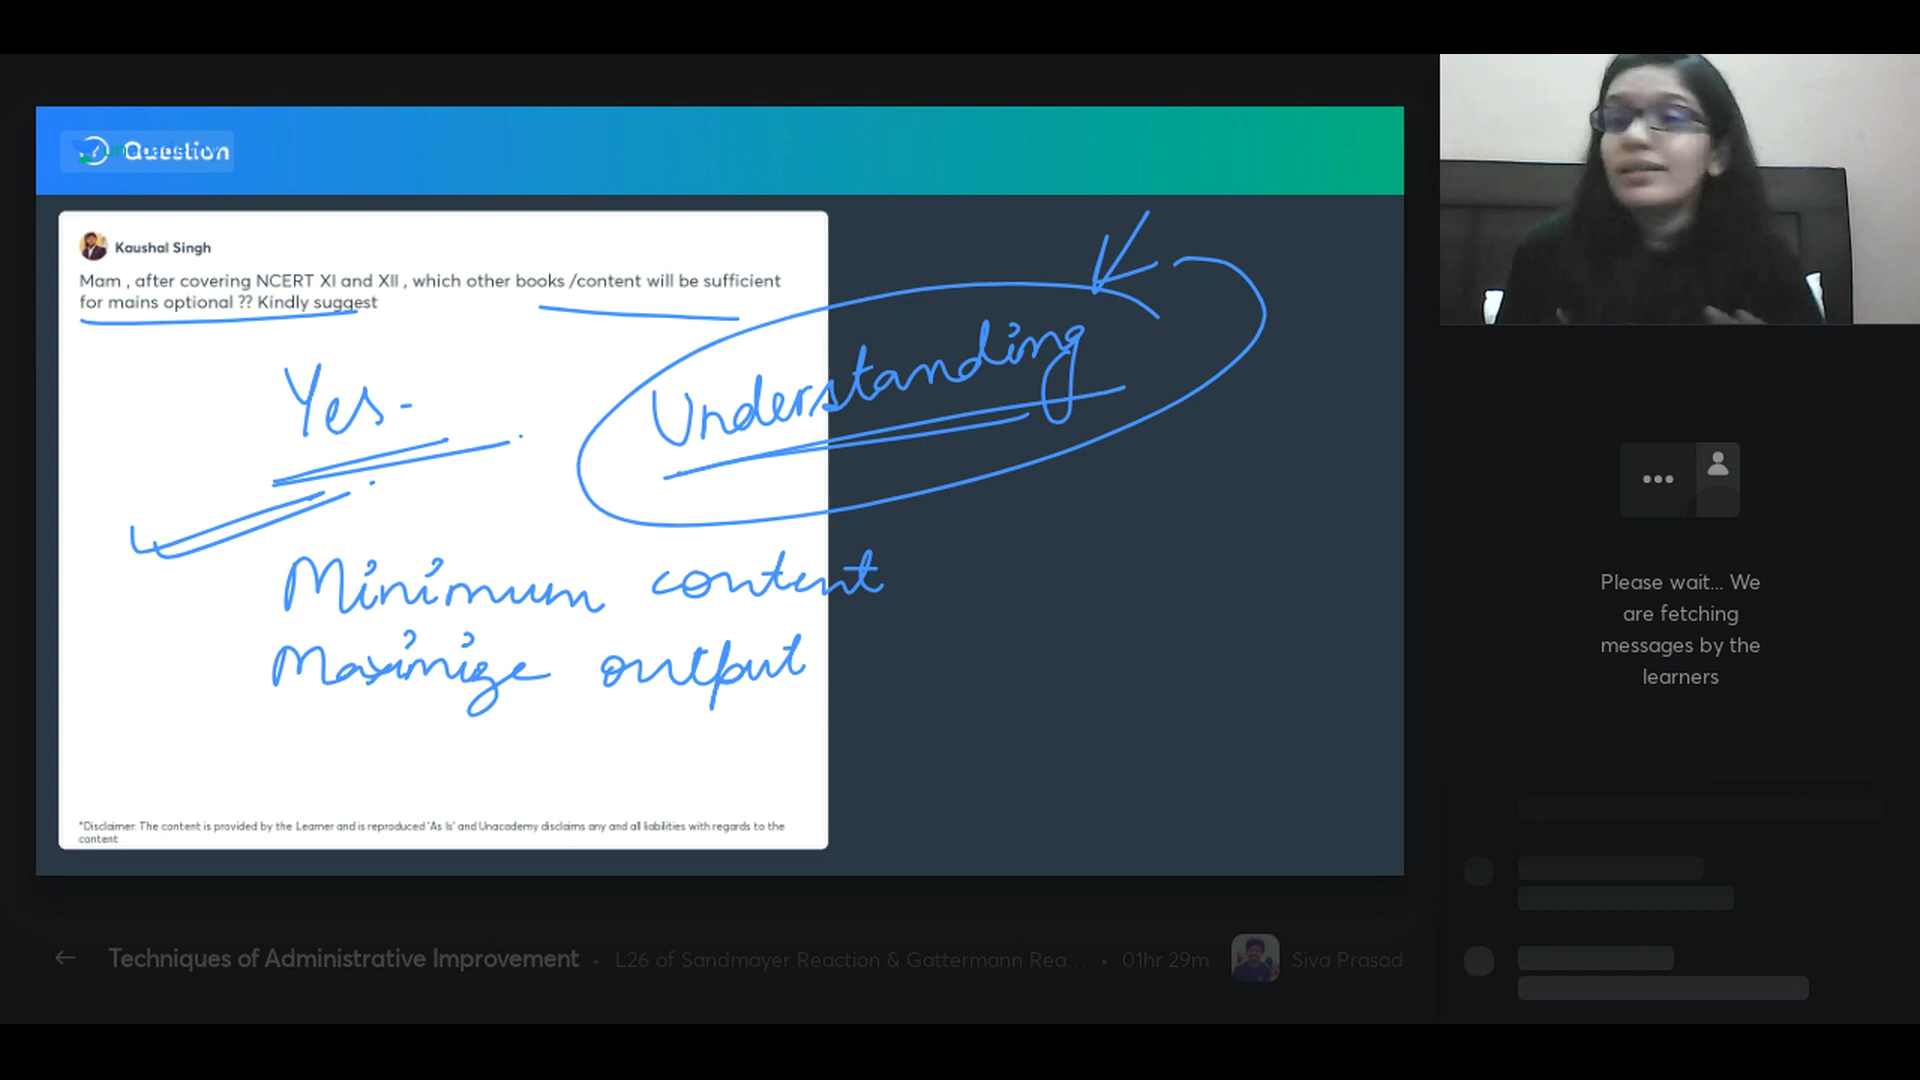 Question
Kaushal Singh
Mam , after covering NCERT XI and XII , which other books /content will be sufficient
for mains optional ?? Kindly suggest
Yes-
Understanding
Minimum content
Maximize output
*Disclaimer: The content is provided by the Learner and is reproduced 'As Is' and Unacademy disclaims any and all liabilities with regards to the
content
Please wait... We
are fetching
messages by the
learners
Techniques of Administrative Improvement • L26 of Sandmayer Reaction & Gattermann Rea... • 01hr 29m Siva Prasad